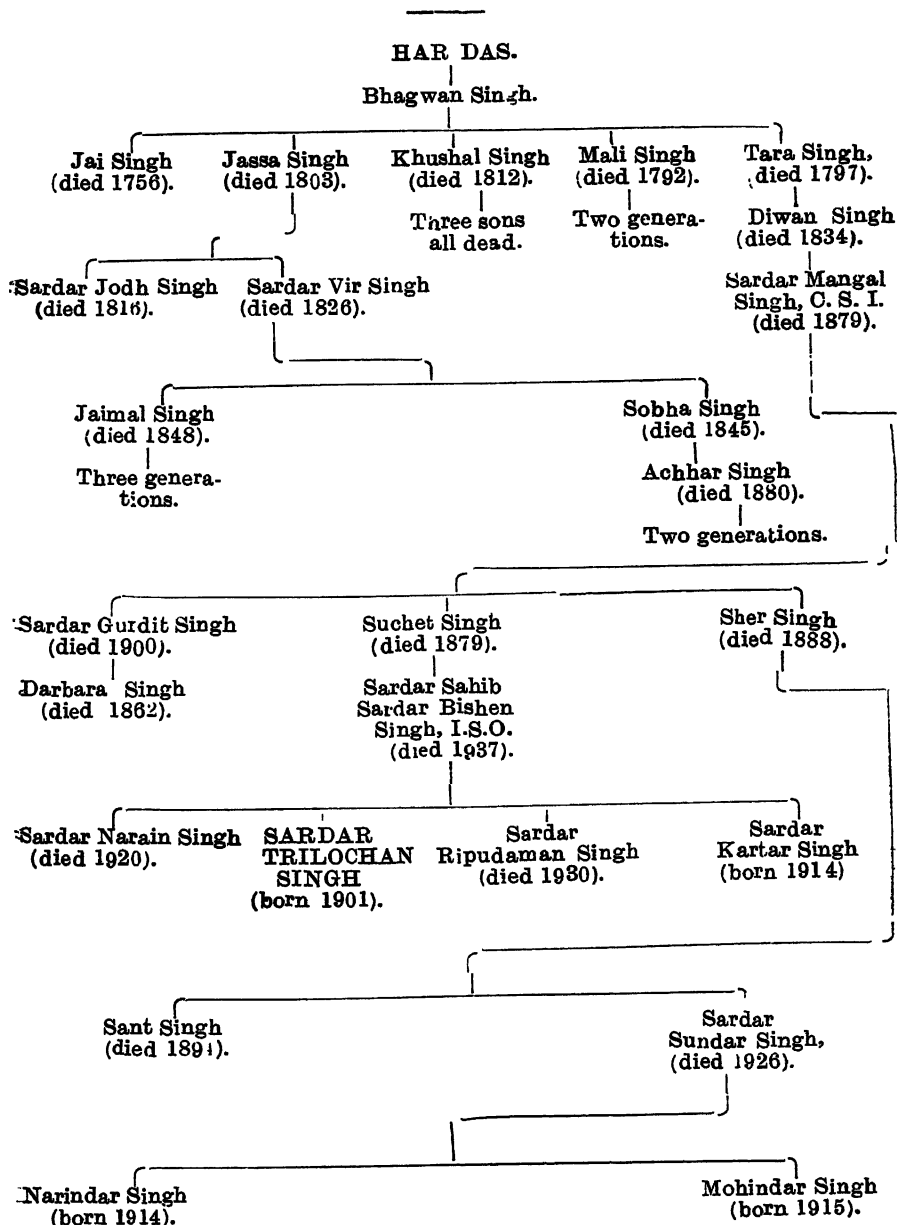 HAR DAS.
Bhagwan Singh.
Jai Singh
(died 1756).
Jassa Singh
(died 1803).
Khushal Singh
(died 1812).
Mali Singh
(died 1792).
Tara Singh,
(died 1797).
Three sons
all dead.
Two genera-
tions.
Diwan Singh
(died 1834).
Sardar Jodh Singh
(died 1816).
Sardar Vir Singh
(died 1826).
Sardar Mangal
Singh, C. S. I.
(died 1879).
Jaimal Singh
(died 1848).
Sobha Singh
(died 1845).
Three genera-
tions.
Achhar Singh
(died 1880).
Two generations.
Sardar Gurdit Singh
(died 1900).
Suchet Singh
(died 1879).
Sher Singh
(died 1888).
Darbara Singh
(died 1862).
Sardar Sahib
Sardar Bishen
Singh, I.S.O.
(died 1937).
Sardar Narain Singh
(died 1920).
SARDAR
TRILOCHAN
SINGH
(born 1901).
Sardar
Ripudaman Singh
(died 1930).
Sardar
Kartar Singh
(born 1914)
Sant Singh
(died
Sardar
Sundar Singh,
(died 1926).
Narindar Singh
(born 1914).
Mohindar Singh
(born 1915).